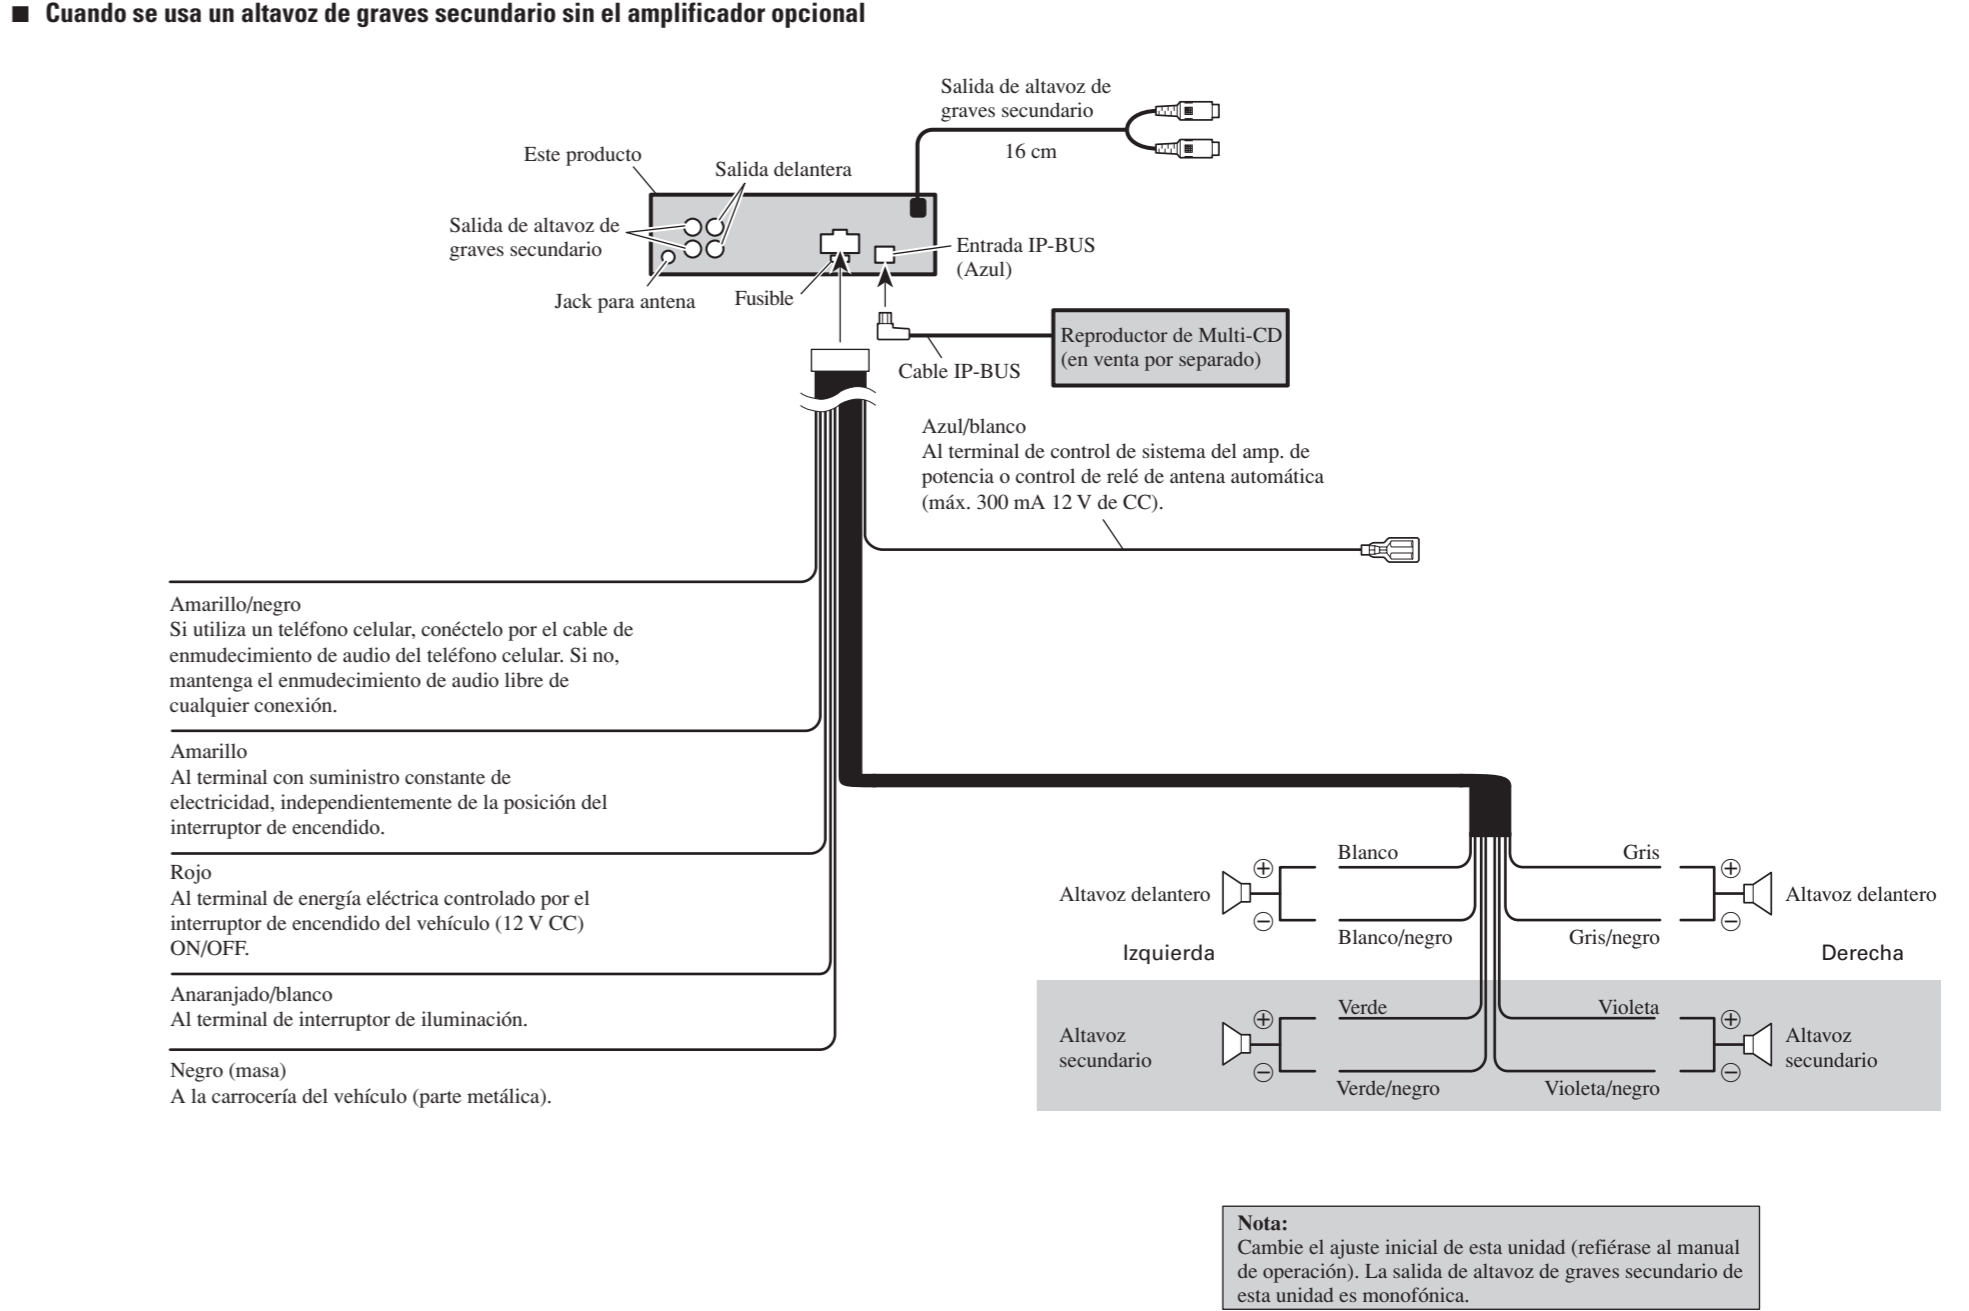 ■ Cuando se usa un altavoz de graves secundario sin el amplificador opcional
Salida de altavoz de
graves secundario
16 cm
Este producto
Salida delantera
Salida de altavoz de
graves secundario
Entrada IP-BUS
(Azul)
Jack para antena
Fusible
Reproductor de Multi-CD
(en venta por separado)
Cable IP-BUS
Azul/blanco
Al terminal de control de sistema del amp. de
potencia o control de relé de antena automática
(máx. 300 mA 12 V de CC).
Amarillo/negro
Si utiliza un teléfono celular, conéctelo por el cable de
enmudecimiento de audio del teléfono celular. Si no,
mantenga el enmudecimiento de audio libre de
cualquier conexión.
Amarillo
Al terminal con suministro constante de
electricidad, independientemente de la posición del
interruptor de encendido.
Rojo
Al terminal de energía eléctrica controlado por el
interruptor de encendido del vehículo (12 V CC)
ON/OFF.
Anaranjado/blanco
Al terminal de interruptor de iluminación.
Negro (masa)
A la carrocería del vehículo (parte metálica).
Blanco
Gris
⊕
⊕
Altavoz delantero
Altavoz delantero
⊖
⊖
Blanco/negro
Gris/negro
Izquierda
Derecha
Verde
Violeta
⊕
⊕
Altavoz
secundario
Altavoz
secundario
⊖
⊖
Verde/negro
Violeta/negro
Nota:
Cambie el ajuste inicial de esta unidad (refiérase al manual
de operación). La salida de altavoz de graves secundario de
esta unidad es monofónica.